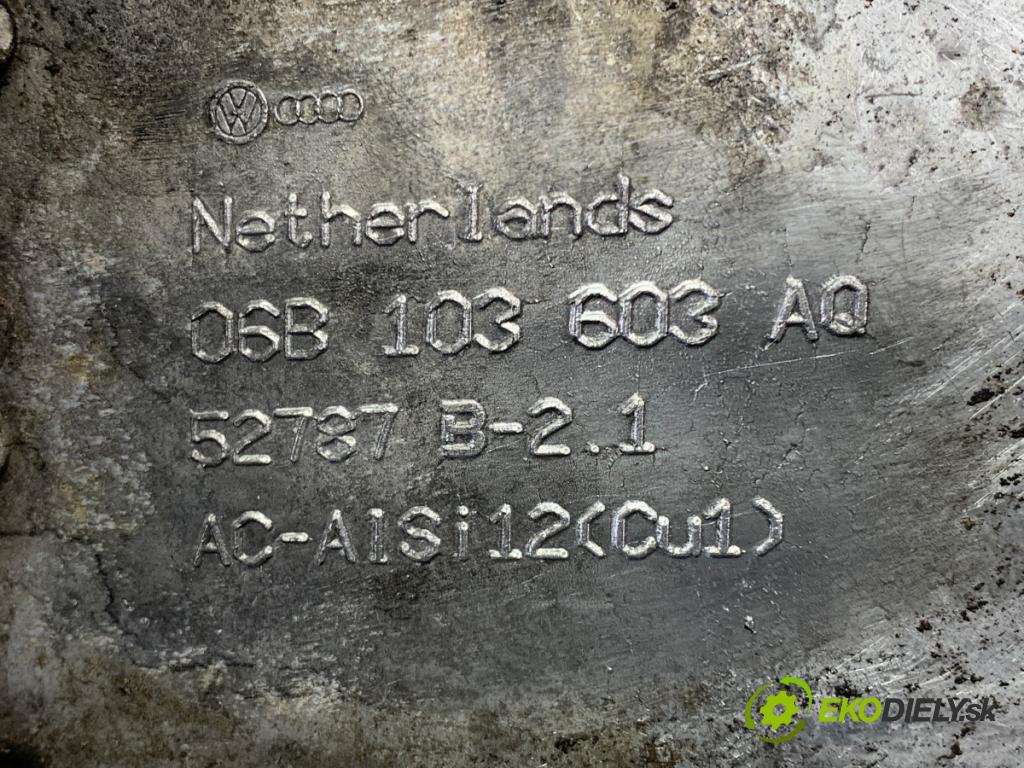 Netherlands
06B 103 603 AQ
52787 B-2.1
AC-AlSi12(Cu1)
EKODIELY.sk